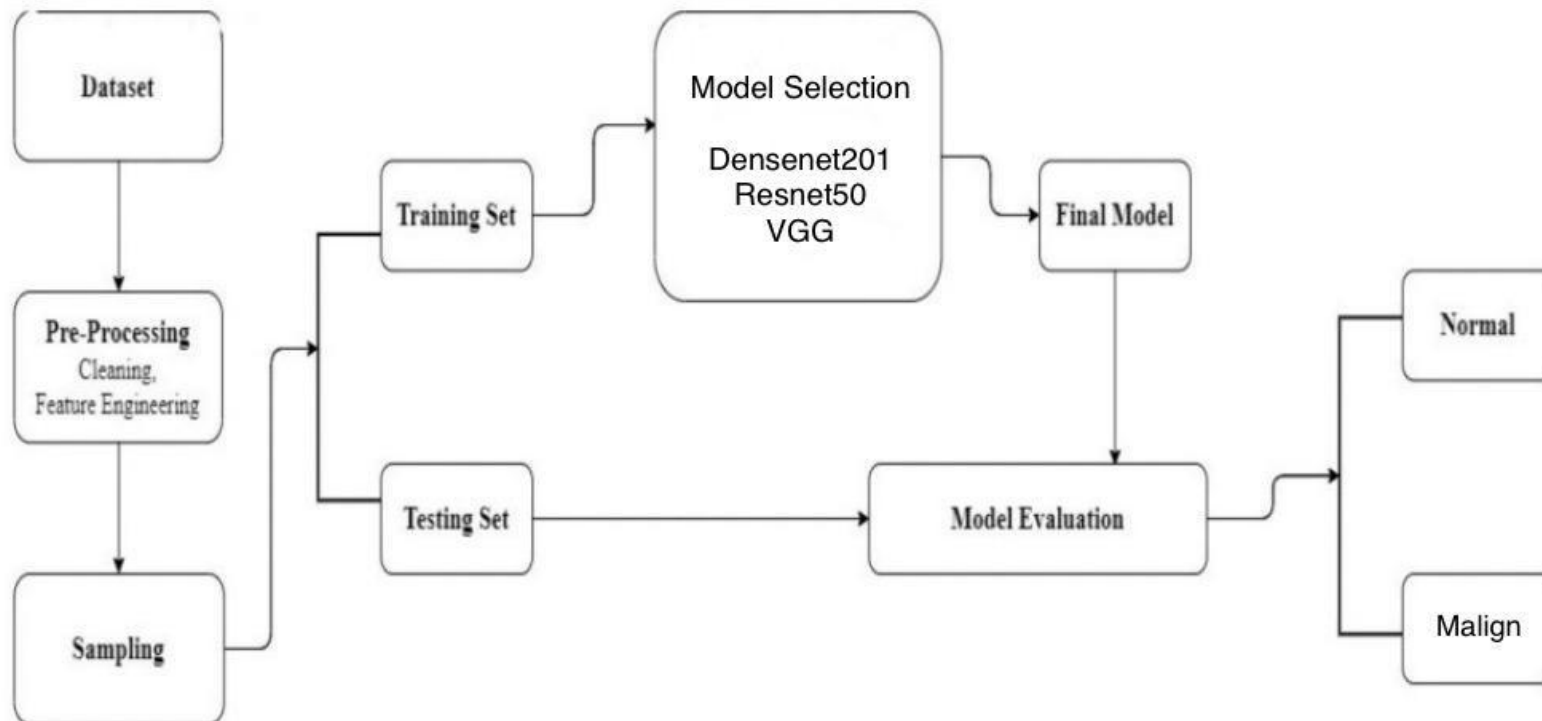 Dataset
Pre-Processing
Cleaning,
Feature Engineering
Sampling
Training Set
Testing Set
Model Selection
Densenet201
Resnet50
VGG
Final Model
Model Evaluation
Normal
Malign